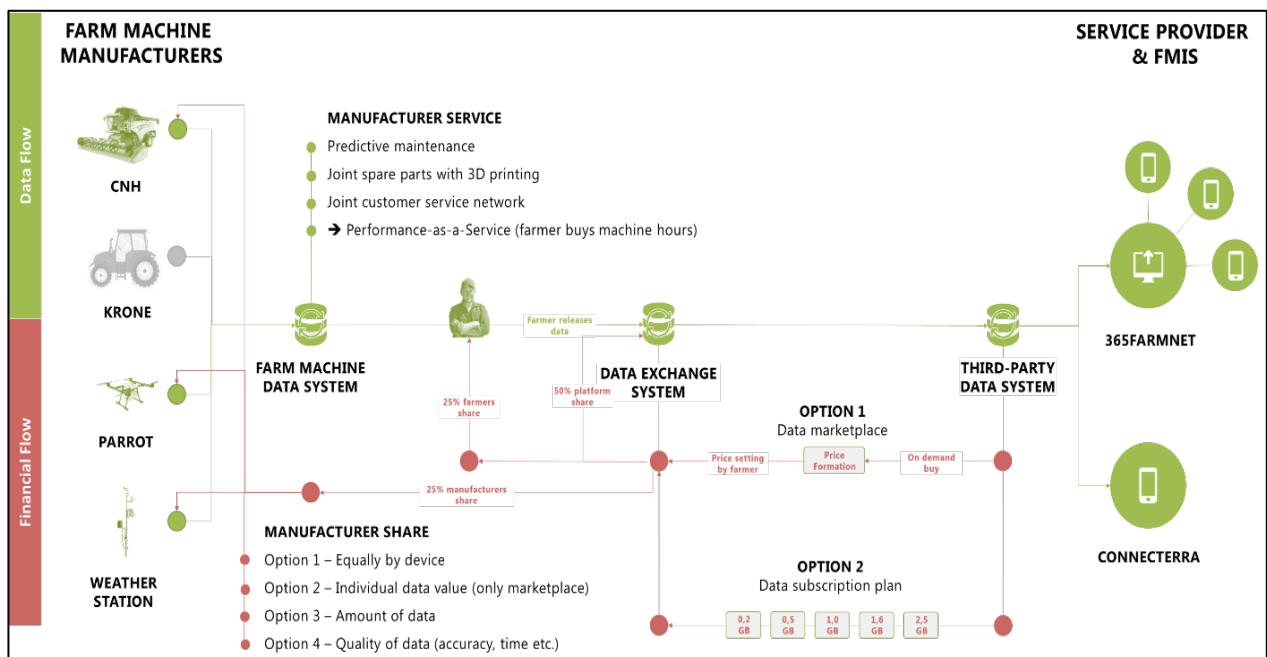 FARM MACHINE
MANUFACTURERS
SERVICE PROVIDER
& FMIS
Data Flow
Financial Flow
CNH
KRONE
PARROT
WEATHER
STATION
MANUFACTURER SERVICE
Predictive maintenance
Joint spare parts with 3D printing
Joint customer service network
➔ Performance-as-a-Service (farmer buys machine hours)
FARM MACHINE
DATA SYSTEM
Farmer releases
data
DATA EXCHANGE
SYSTEM
THIRD-PARTY
DATA SYSTEM
365FARMNET
CONNECTERRA
25% farmers
share
50% platform
share
OPTION 1
Data marketplace
Price setting
by farmer
Price
Formation
On demand
buy
25% manufacturers
share
MANUFACTURER SHARE
Option 1 – Equally by device
Option 2 – Individual data value (only marketplace)
Option 3 – Amount of data
Option 4 – Quality of data (accuracy, time etc.)
OPTION 2
Data subscription plan
0,2
GB
0,5
GB
1,0
GB
1,6
GB
2,5
GB